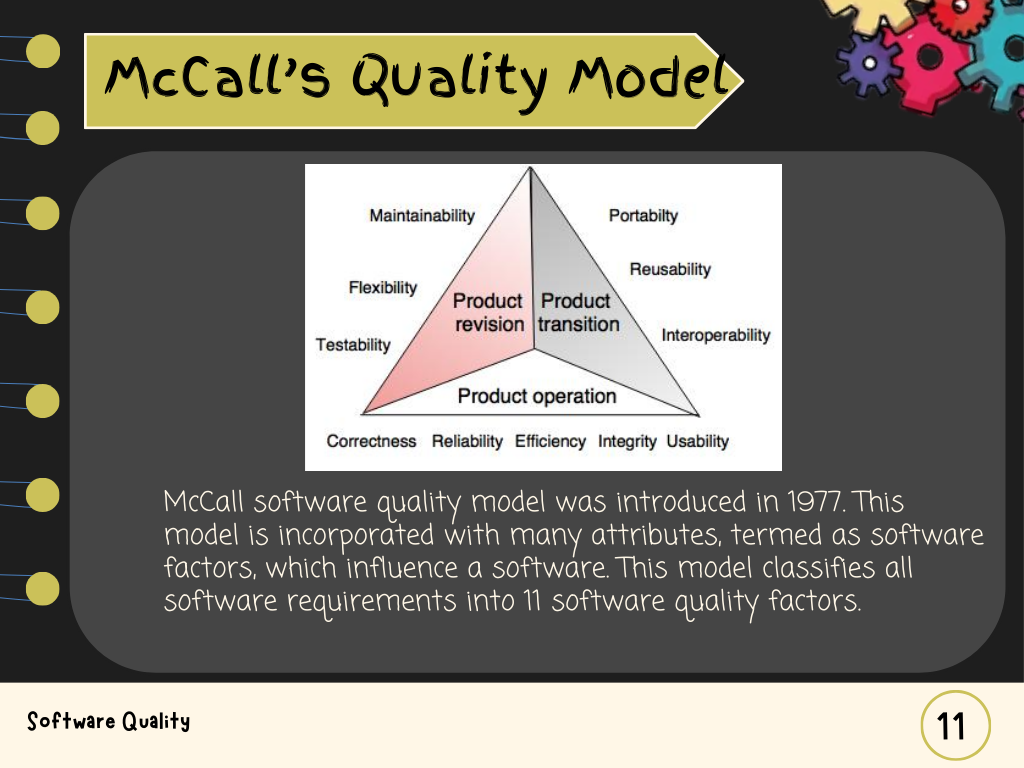 McCall's Quality Model
Maintainability
Portabilty
Reusability
Flexibility
Product
revision
Product
transition
Testability
Interoperability
Product operation
Correctness Reliability Efficiency Integrity Usability
McCall software quality model was introduced in 1977. This
model is incorporated with many attributes, termed as software
factors, which influence a software. This model classifies all
software requirements into 11 software quality factors.
Software Quality
11